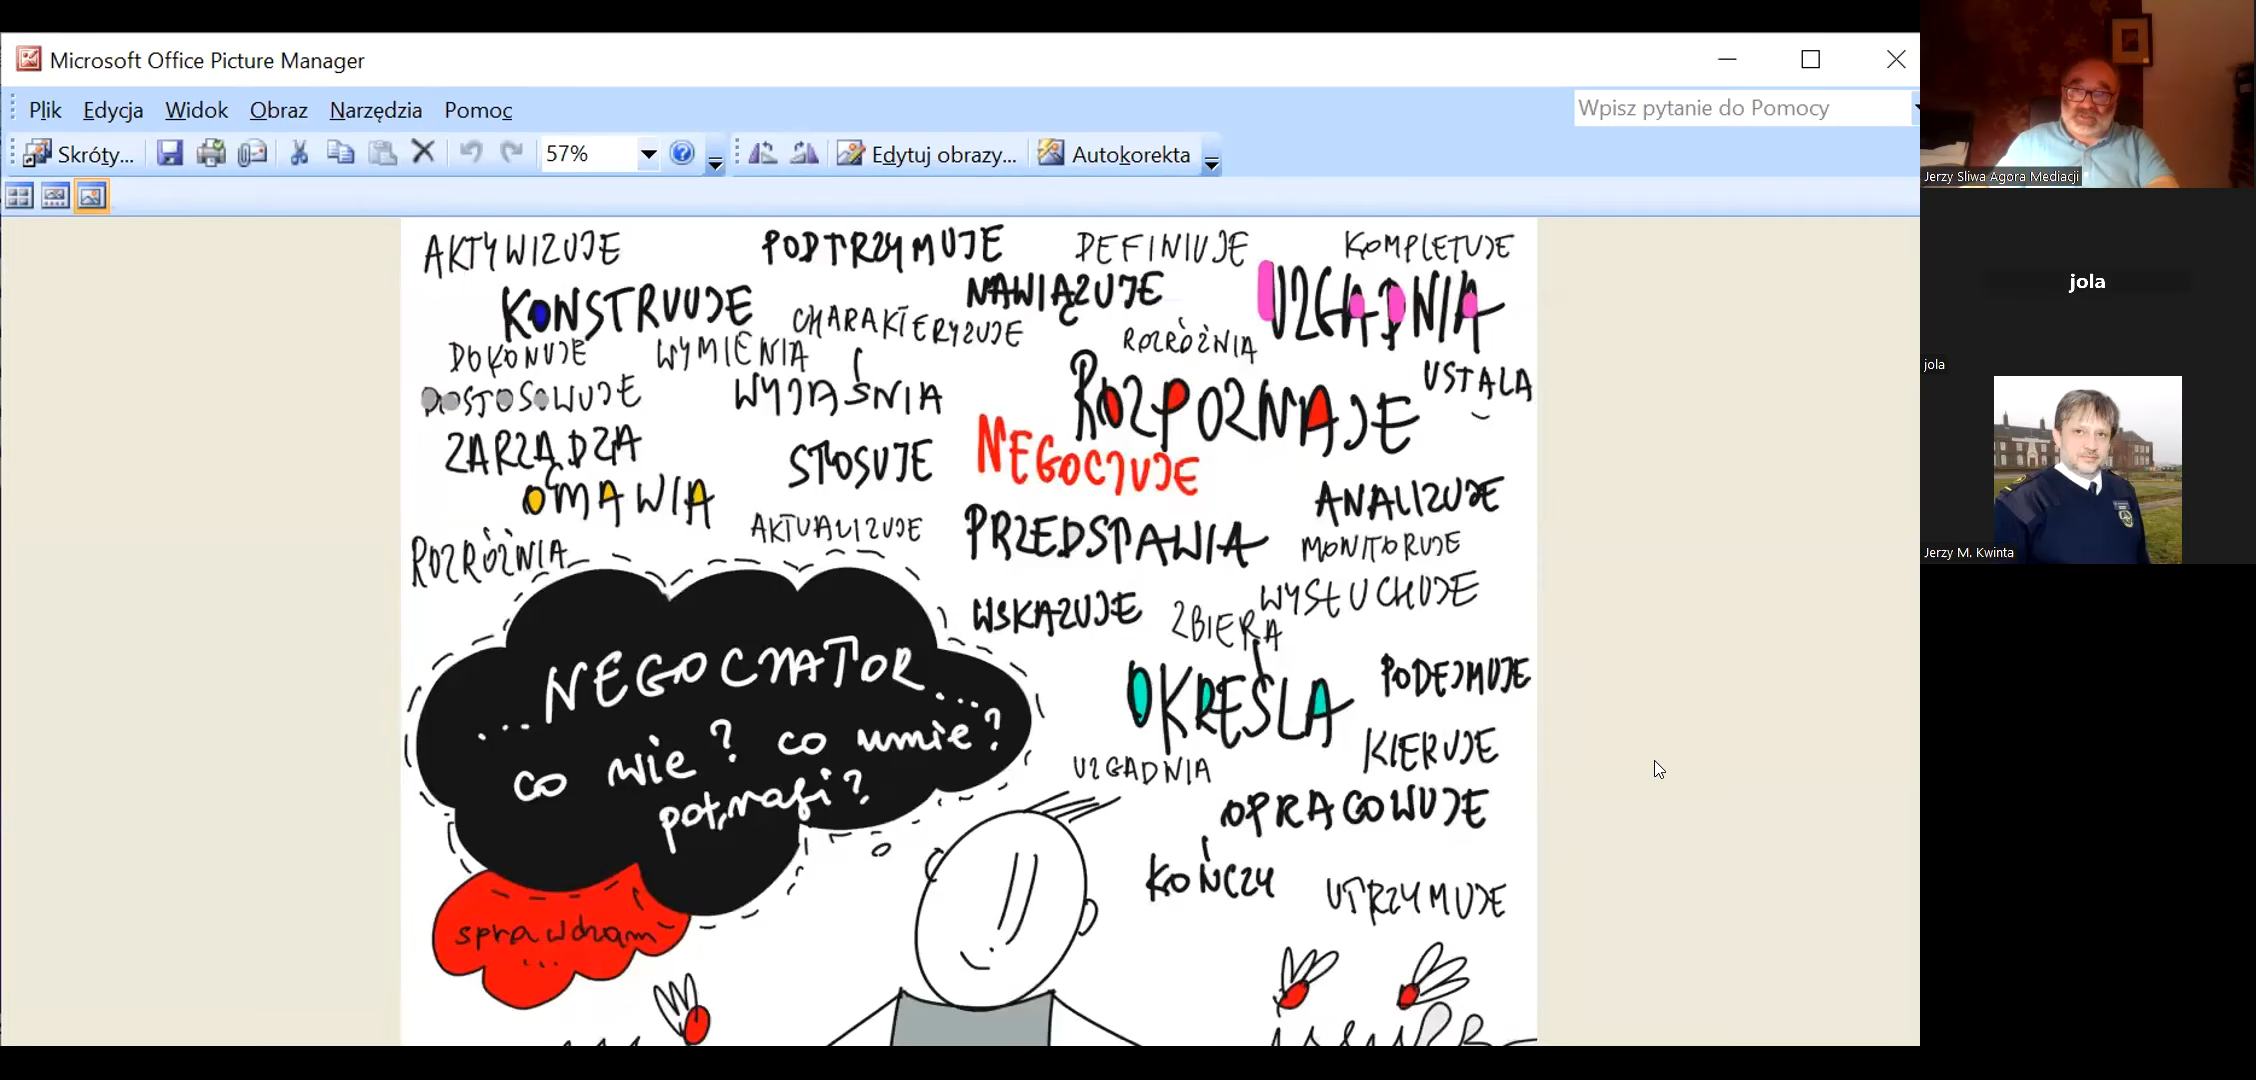 Microsoft Office Picture Manager
Plik Edycja Widok Obraz Narzędzia Pomoc
Wpisz pytanie do Pomocy
Skróty... 57% Edytuj obrazy... Autokorekta
AKTYWIZUJE PODTRZYMUJE DEFINIUJE KOMPLETUJE
KONSTRUUJE NAWIĄZUJE UZGADNIA
CHARAKTERYZUJE
DOKONUJE WYMIENIA ROZRÓŻNIA
DOSTOSOWUJE WYJAŚNIA ROZPOZNAJE USTALA
ZARZĄDZA STOSUJE NEGOCJUJE
OMAWIA ANALIZUJE
ROZRÓŻNIA AKTUALIZUJE PRZEDSTAWIA MONITORUJE
WSKAZUJE ZBIERA WYSŁUCHUJE
...NEGOCJATOR...
co wie? co umie?
potrafi?
OKREŚLA PODEJMUJE
KIERUJE
UZGADNIA
OPRACOWUJE
KOŃCZY UTRZYMUJE
sprawdzam
...
Jerzy Sliwa Agora Mediacji
jola
jola
Jerzy M. Kwinta